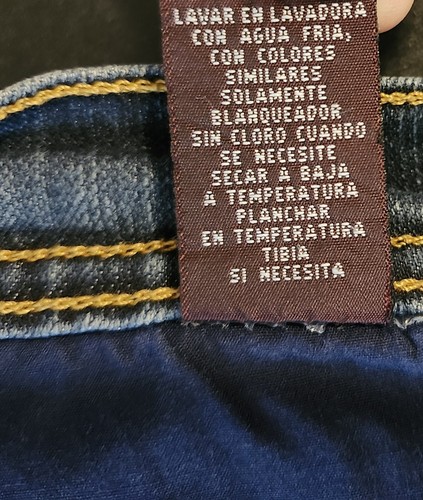 LAVAR EN LAVADORA
CON AGUA FRIA,
CON COLORES
SIMILARES
SOLAMENTE
BLANQUEADOR
SIN CLORO CUANDO
SE NECESITE
SECAR A BAJA
A TEMPERATURA
PLANCHAR
EN TEMPERATURA
TIBIA
SI NECESITA